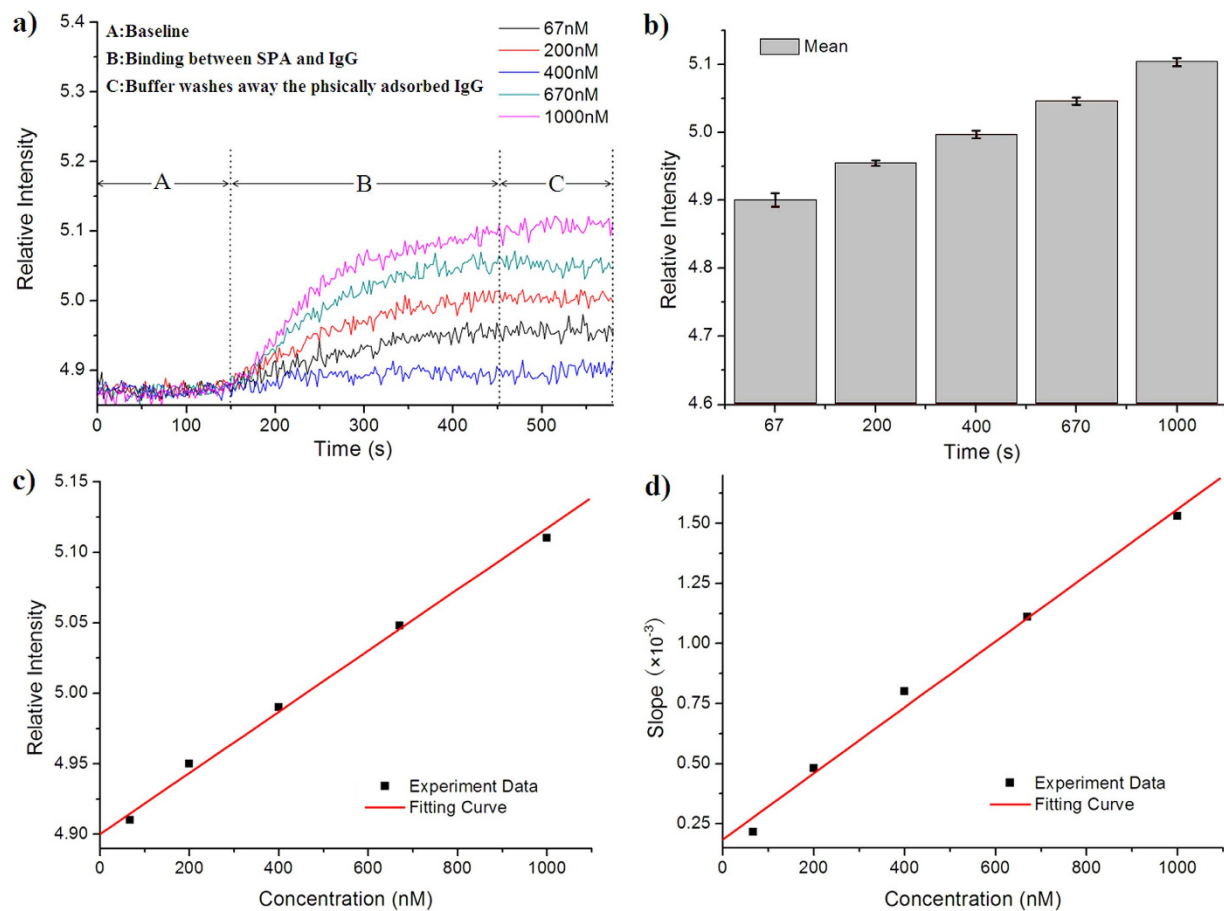 a)
A:Baseline
B:Binding between SPA and IgG
C:Buffer washes away the phsically adsorbed IgG
67nM
200nM
400nM
670nM
1000nM
A
B
C
5.4
5.3
5.2
5.1
5.0
4.9
Relative Intensity
0 100 200 300 400 500
Time (s)
b)
Mean
5.1
5.0
4.9
4.8
4.7
4.6
Relative Intensity
67 200 400 670 1000
Time (s)
c)
5.15
5.10
5.05
5.00
4.95
4.90
Relative Intensity
Experiment Data
Fitting Curve
0 200 400 600 800 1000
Concentration (nM)
d)
1.50
1.25
1.00
0.75
0.50
0.25
Slope (×10⁻³)
Experiment Data
Fitting Curve
0 200 400 600 800 1000
Concentration (nM)